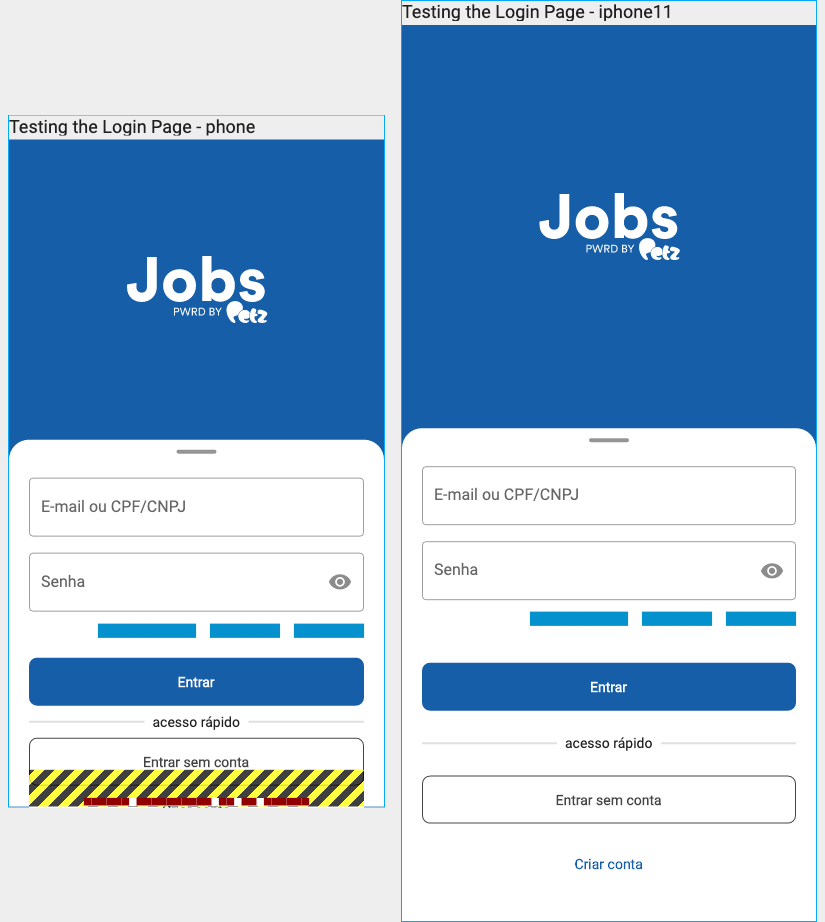 Testing the Login Page - phone
Jobs
PWRD BY Petz
E-mail ou CPF/CNPJ
Senha
Entrar
acesso rápido
Entrar sem conta
Testing the Login Page - iphone11
Jobs
PWRD BY Petz
E-mail ou CPF/CNPJ
Senha
Entrar
acesso rápido
Entrar sem conta
Criar conta